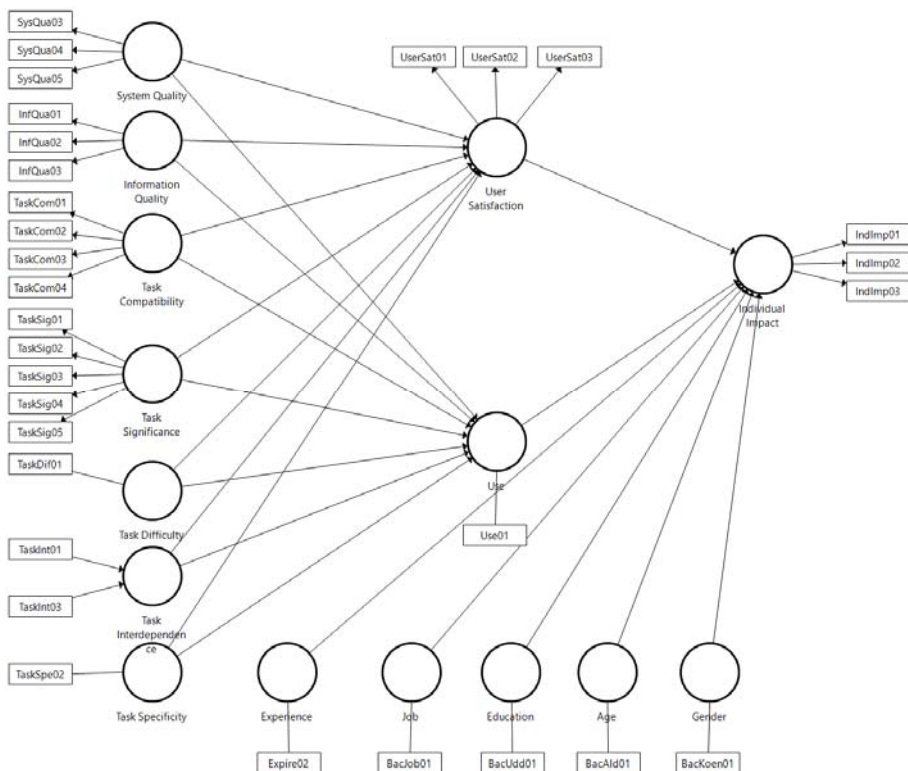 SysQua03
SysQua04
SysQua05
System Quality
InfQua01
InfQua02
InfQua03
Information
Quality
TaskCom01
TaskCom02
TaskCom03
TaskCom04
Task
Compatibility
TaskSig01
TaskSig02
TaskSig03
TaskSig04
TaskSig05
Task
Significance
TaskDif01
Task Difficulty
TaskInt01
TaskInt03
Task
Interdependen
ce
TaskSpe02
Task Specificity
UserSat01
UserSat02
UserSat03
User
Satisfaction
Use
Use01
IndImp01
IndImp02
IndImp03
Individual
Impact
Experience
Job
Education
Age
Gender
Expire02
BacJob01
BacUdd01
BacAld01
BacKoen01